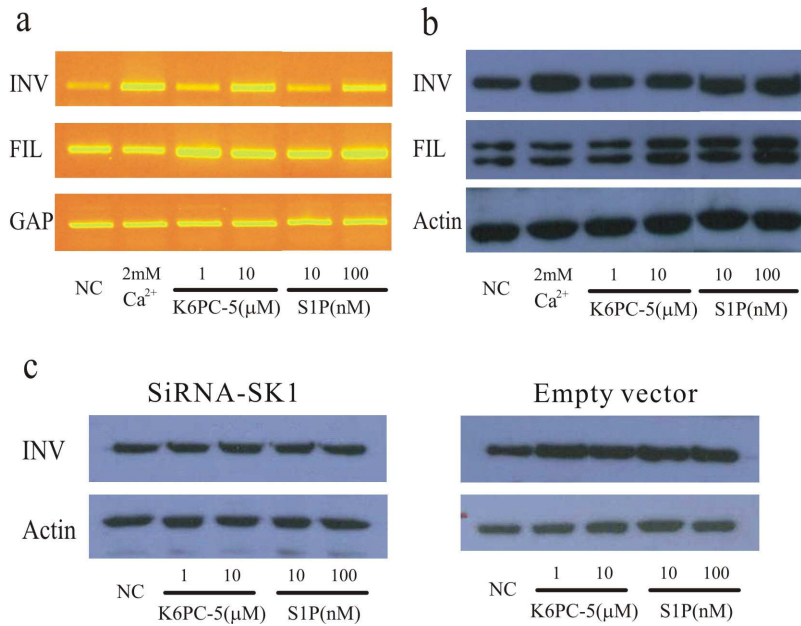 a
INV
FIL
GAP
NC
2mM
Ca²⁺
1 10
K6PC-5(μM)
10 100
S1P(nM)
b
INV
FIL
Actin
NC
2mM
Ca²⁺
1 10
K6PC-5(μM)
10 100
S1P(nM)
c
SiRNA-SK1
INV
Actin
NC
1 10
K6PC-5(μM)
10 100
S1P(nM)
Empty vector
NC
1 10
K6PC-5(μM)
10 100
S1P(nM)